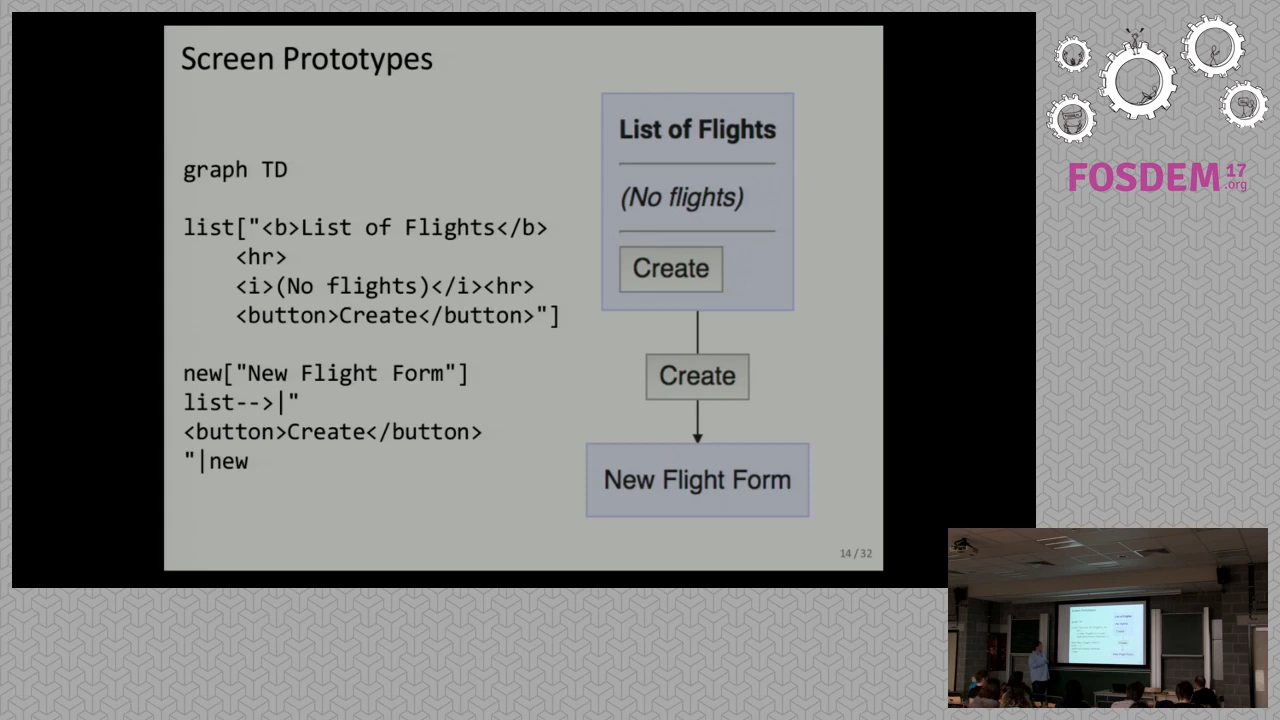 Screen Prototypes
graph TD
list["<b>List of Flights</b>
<hr>
<i>(No flights)</i><hr>
<button>Create</button>"]
new["New Flight Form"]
list-->|"
<button>Create</button>
"|new
List of Flights
(No flights)
Create
Create
New Flight Form
14 / 32
FOSDEM 17
.org